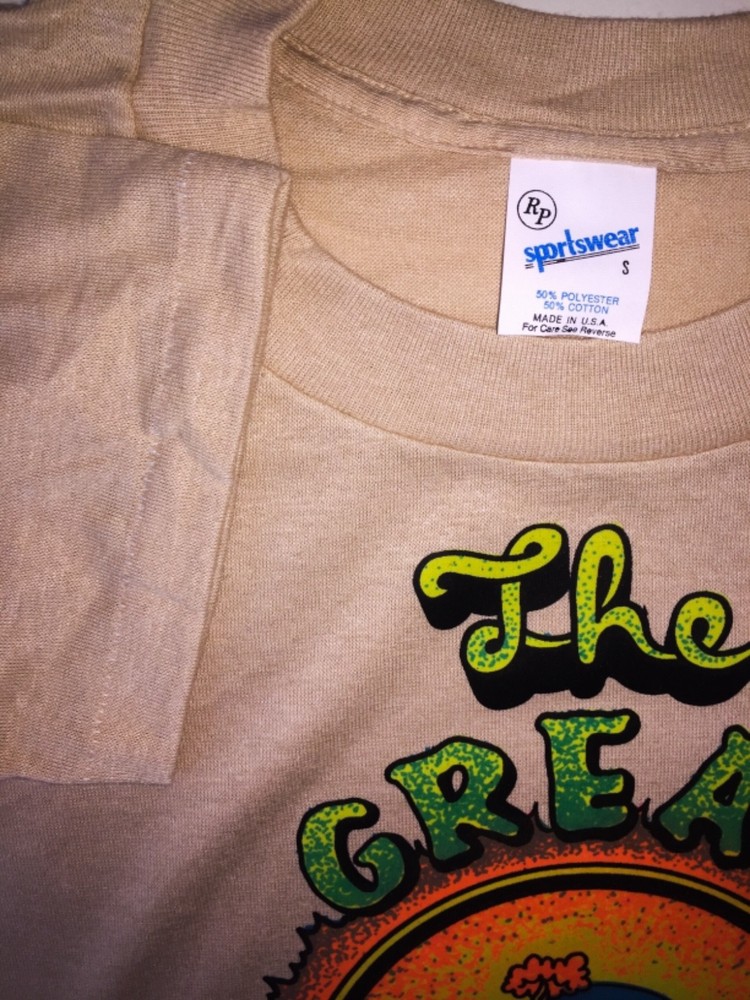 RP
sportswear
S
50% POLYESTER
50% COTTON
MADE IN U.S.A.
For Care See Reverse
The
GREA